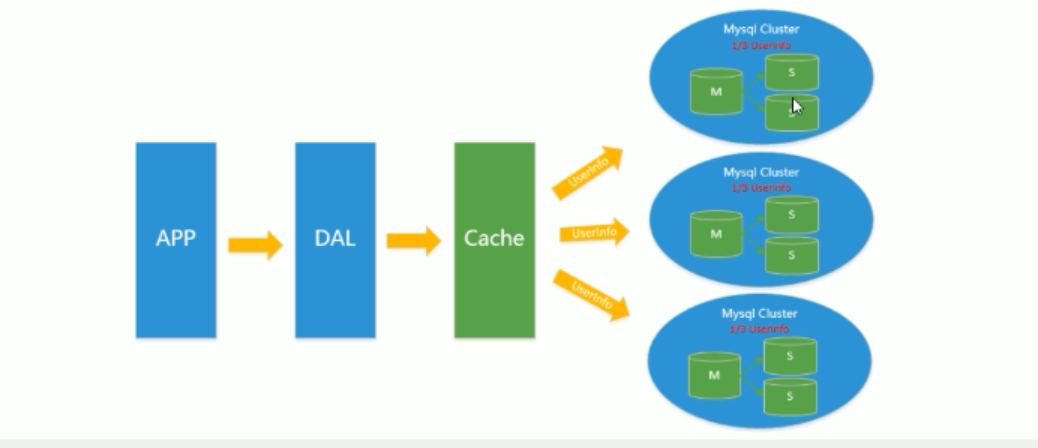 APP
DAL
Cache
UserInfo
UserInfo
UserInfo
Mysql Cluster
1/3 UserInfo
M
S
S
Mysql Cluster
1/3 UserInfo
M
S
S
Mysql Cluster
1/3 UserInfo
M
S
S